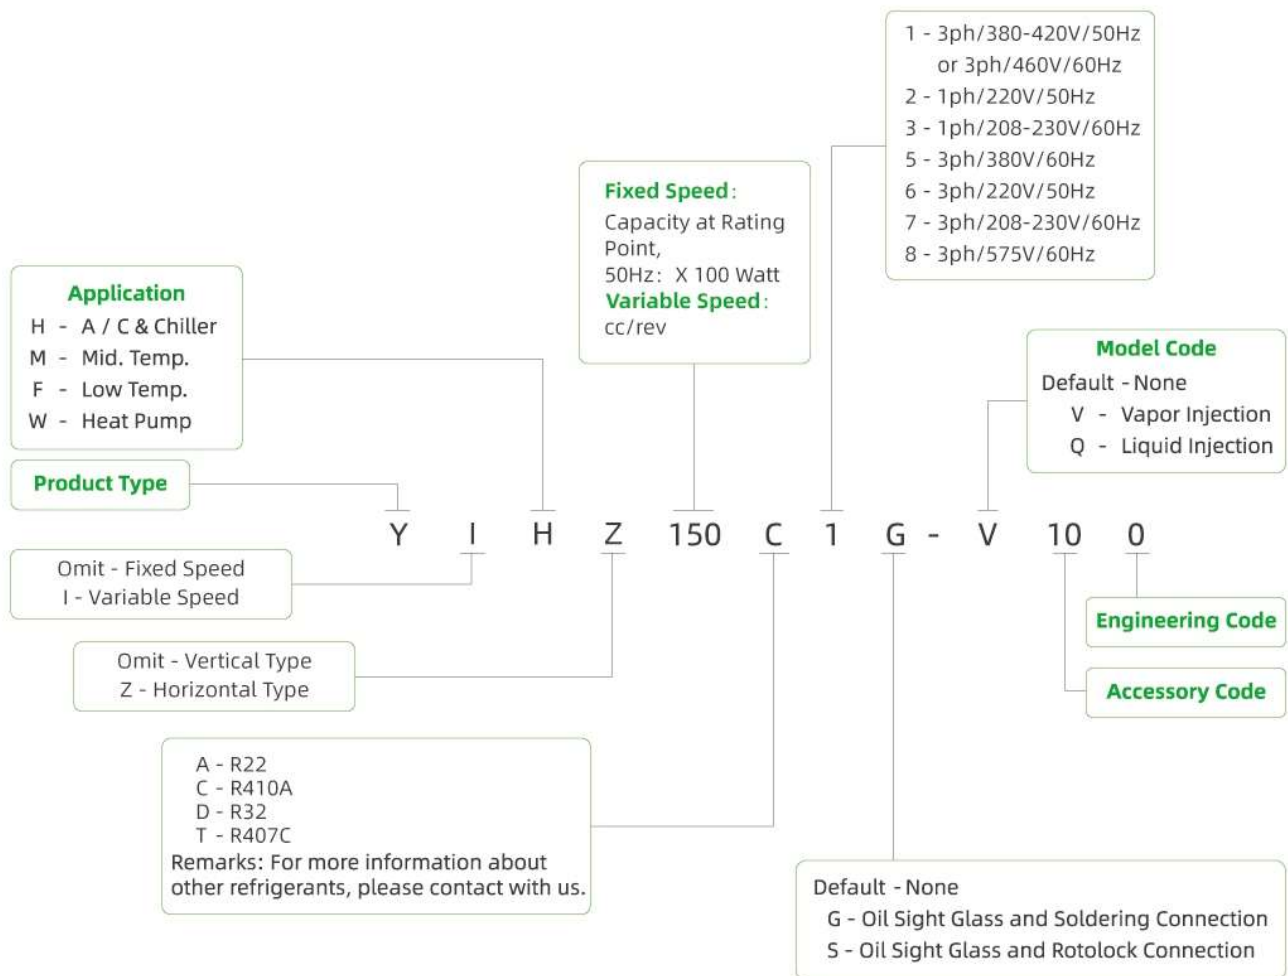 1 - 3ph/380-420V/50Hz
or 3ph/460V/60Hz
2 - 1ph/220V/50Hz
3 - 1ph/208-230V/60Hz
5 - 3ph/380V/60Hz
6 - 3ph/220V/50Hz
7 - 3ph/208-230V/60Hz
8 - 3ph/575V/60Hz
Fixed Speed:
Capacity at Rating
Point,
50Hz: X 100 Watt
Variable Speed:
cc/rev
Application
H - A / C & Chiller
M - Mid. Temp.
F - Low Temp.
W - Heat Pump
Model Code
Default - None
V - Vapor Injection
Q - Liquid Injection
Product Type
Y I H Z 150 C 1 G - V 10 0
Omit - Fixed Speed
I - Variable Speed
Engineering Code
Omit - Vertical Type
Z - Horizontal Type
Accessory Code
A - R22
C - R410A
D - R32
T - R407C
Remarks: For more information about
other refrigerants, please contact with us.
Default - None
G - Oil Sight Glass and Soldering Connection
S - Oil Sight Glass and Rotolock Connection